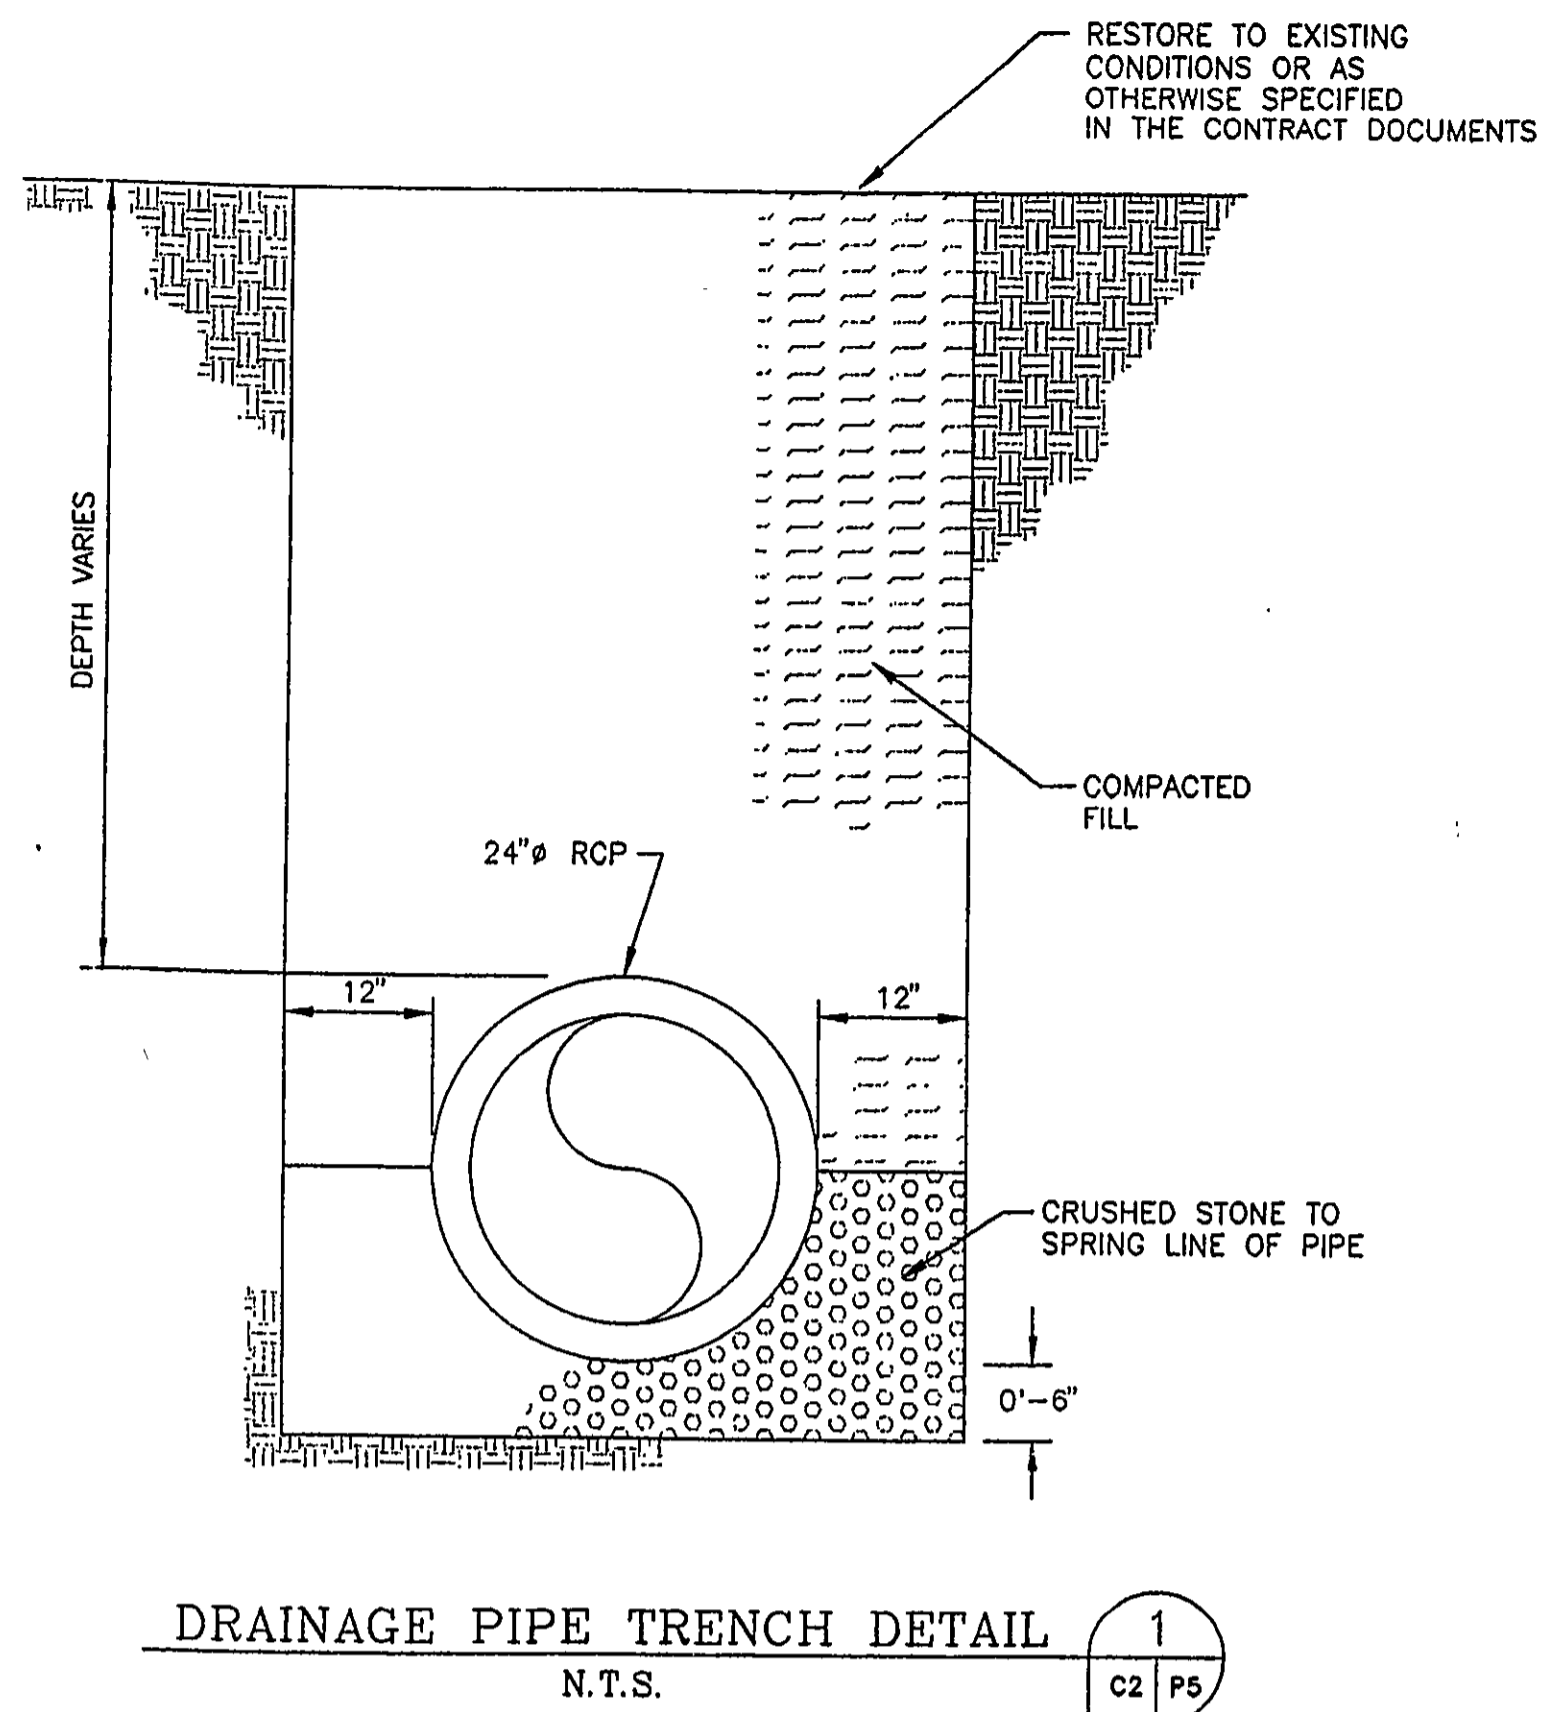 RESTORE TO EXISTING
CONDITIONS OR AS
OTHERWISE SPECIFIED
IN THE CONTRACT DOCUMENTS
DEPTH VARIES
COMPACTED
FILL
24"ø RCP
12"
12"
CRUSHED STONE TO
SPRING LINE OF PIPE
0'-6"
DRAINAGE PIPE TRENCH DETAIL
N.T.S.
1
C2
P5